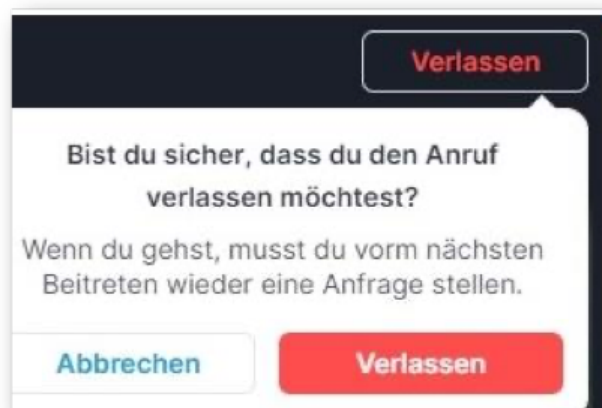 Verlassen
Bist du sicher, dass du den Anruf
verlassen möchtest?
Wenn du gehst, musst du vorm nächsten
Beitreten wieder eine Anfrage stellen.
Abbrechen
Verlassen